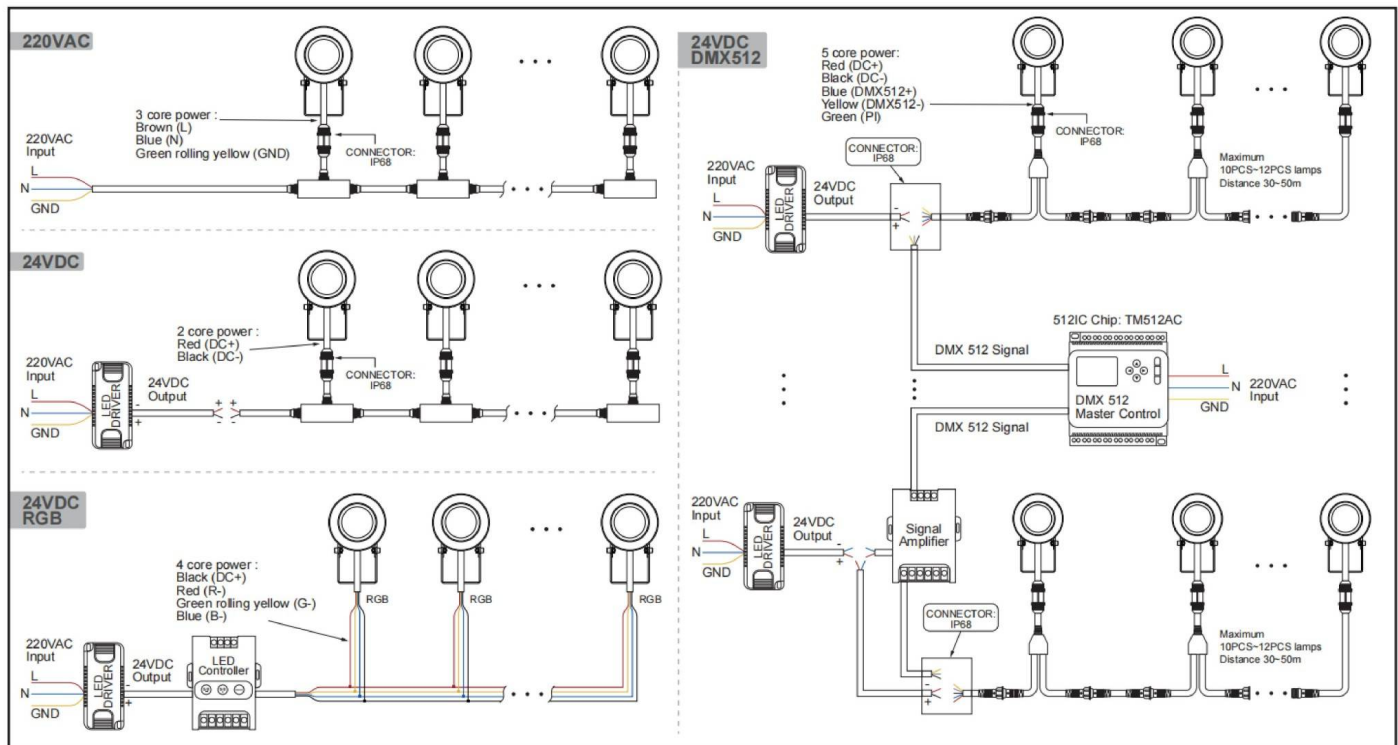 220VAC
3 core power :
Brown (L)
Blue (N)
Green rolling yellow (GND)
CONNECTOR:
IP68
220VAC
Input
L
N
GND
24VDC
2 core power :
Red (DC+)
Black (DC-)
CONNECTOR:
IP68
220VAC
Input
L
N
GND
LED
DRIVER
24VDC
Output
-
+
+ +
- -
24VDC
RGB
4 core power :
Black (DC+)
Red (R-)
Green rolling yellow (G-)
Blue (B-)
RGB
RGB
RGB
220VAC
Input
L
N
GND
LED
DRIVER
24VDC
Output
-
+
LED
Controller
24VDC
DMX512
5 core power:
Red (DC+)
Black (DC-)
Blue (DMX512+)
Yellow (DMX512-)
Green (PI)
CONNECTOR:
IP68
CONNECTOR:
IP68
220VAC
Input
L
N
GND
LED
DRIVER
24VDC
Output
-
+
Maximum
10PCS~12PCS lamps
Distance 30~50m
512IC Chip: TM512AC
DMX 512 Signal
DMX 512
Master Control
L
N
GND
220VAC
Input
DMX 512 Signal
220VAC
Input
L
N
GND
LED
DRIVER
24VDC
Output
-
+
Signal
Amplifier
CONNECTOR:
IP68
-
+
Maximum
10PCS~12PCS lamps
Distance 30~50m